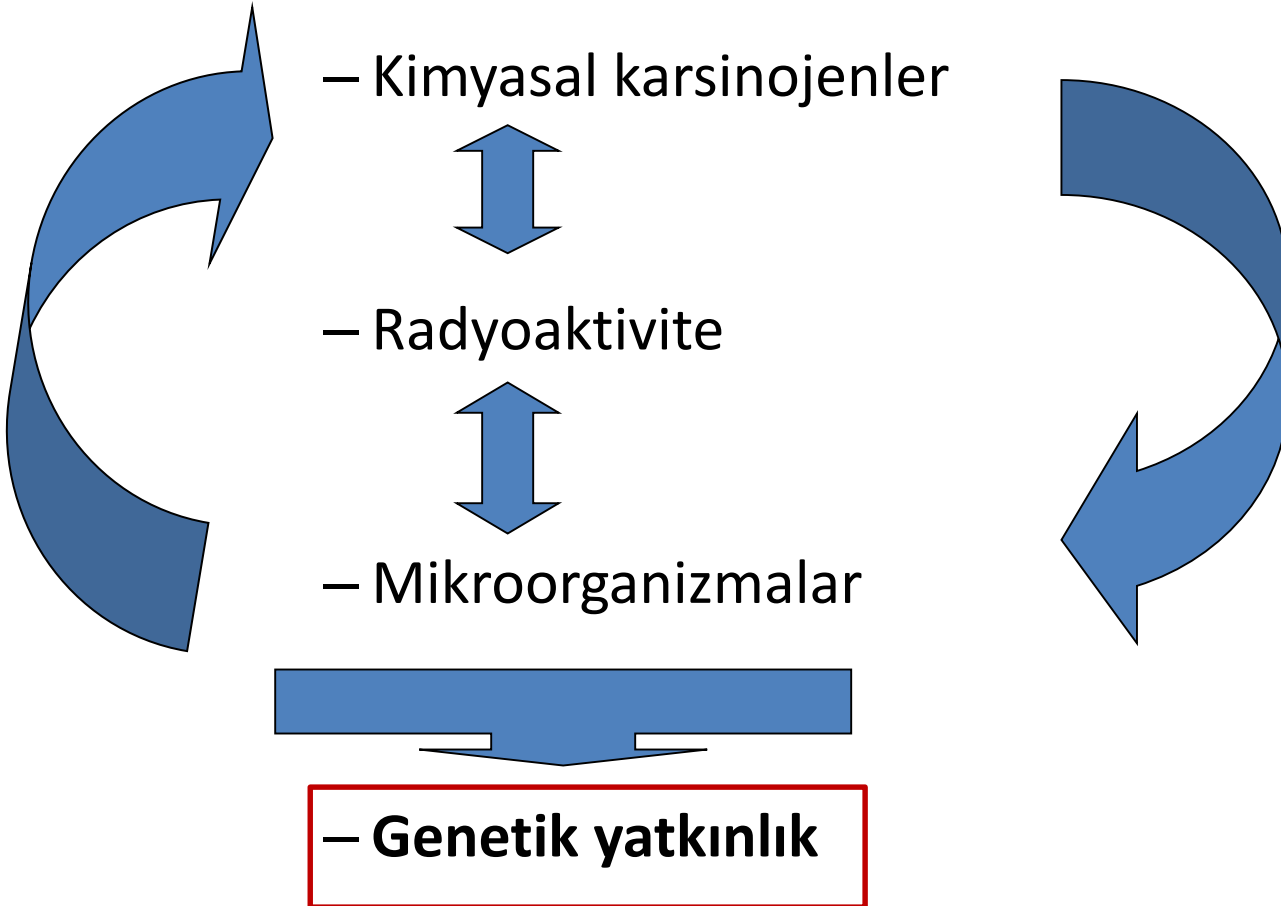 – Kimyasal karsinojenler
– Radyoaktivite
– Mikroorganizmalar
– Genetik yatkınlık